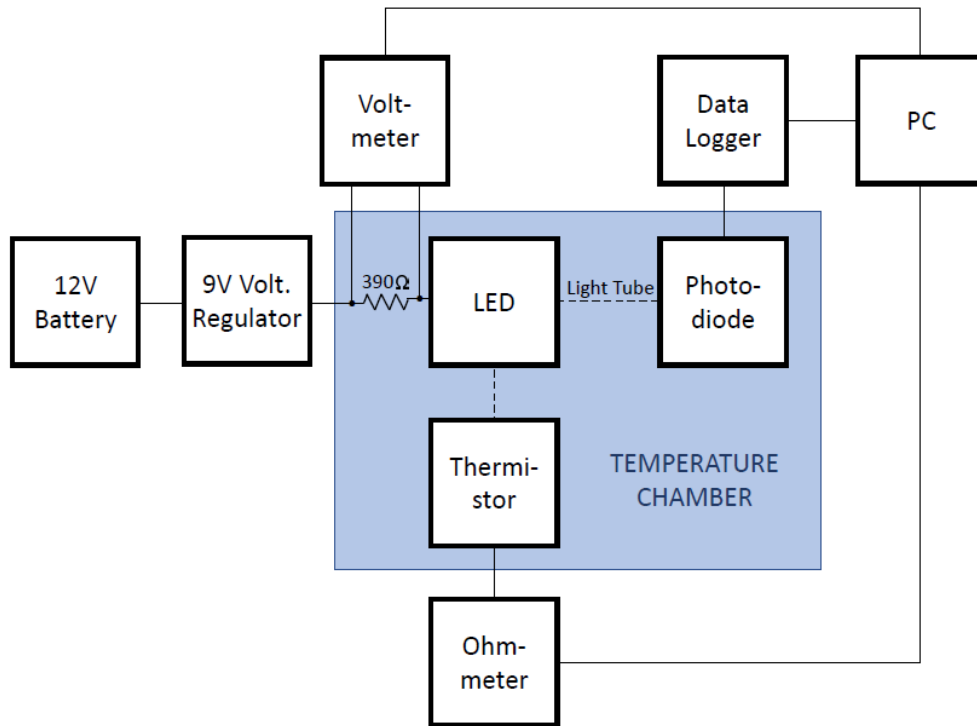 Volt-
meter
Data
Logger
PC
12V
Battery
9V Volt.
Regulator
390Ω
LED
Light Tube
Photo-
diode
Thermi-
stor
TEMPERATURE
CHAMBER
Ohm-
meter